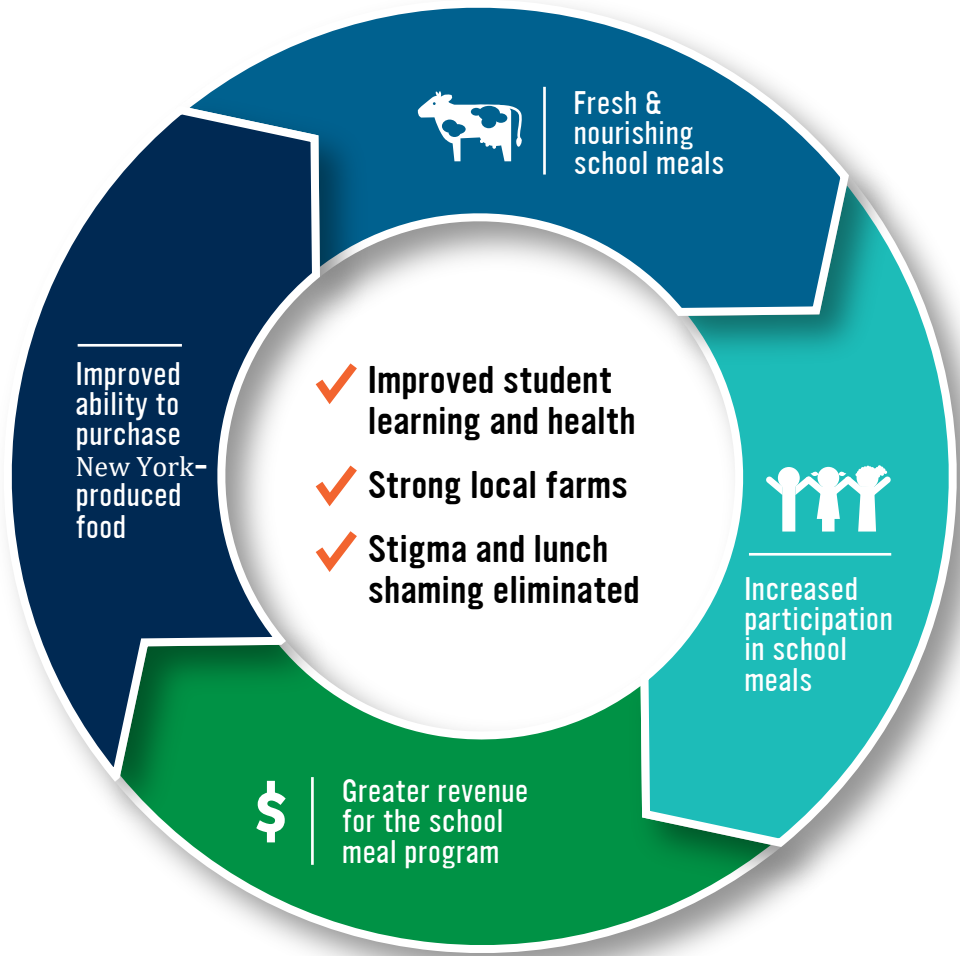 Fresh &
nourishing
school meals
Increased
participation
in school
meals
$
Greater revenue
for the school
meal program
Improved
ability to
purchase
New York-
produced
food
Improved student
learning and health
Strong local farms
Stigma and lunch
shaming eliminated